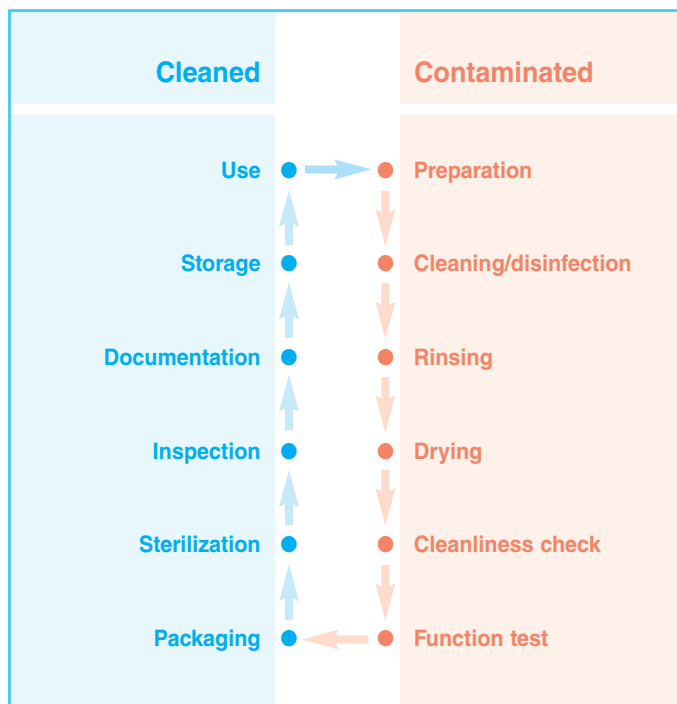 Cleaned
Contaminated
Use
Preparation
Storage
Cleaning/disinfection
Documentation
Rinsing
Inspection
Drying
Sterilization
Cleanliness check
Packaging
Function test